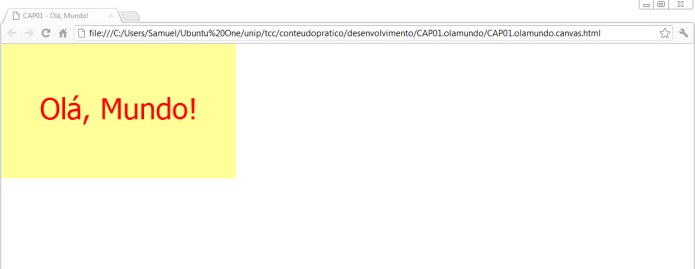 CAP01 - Olá, Mundo!
file:///C:/Users/Samuel/Ubuntu%20One/unip/tcc/conteudopratico/desenvolvimento/CAP01.olamundo/CAP01.olamundo.canvas.html
Olá, Mundo!